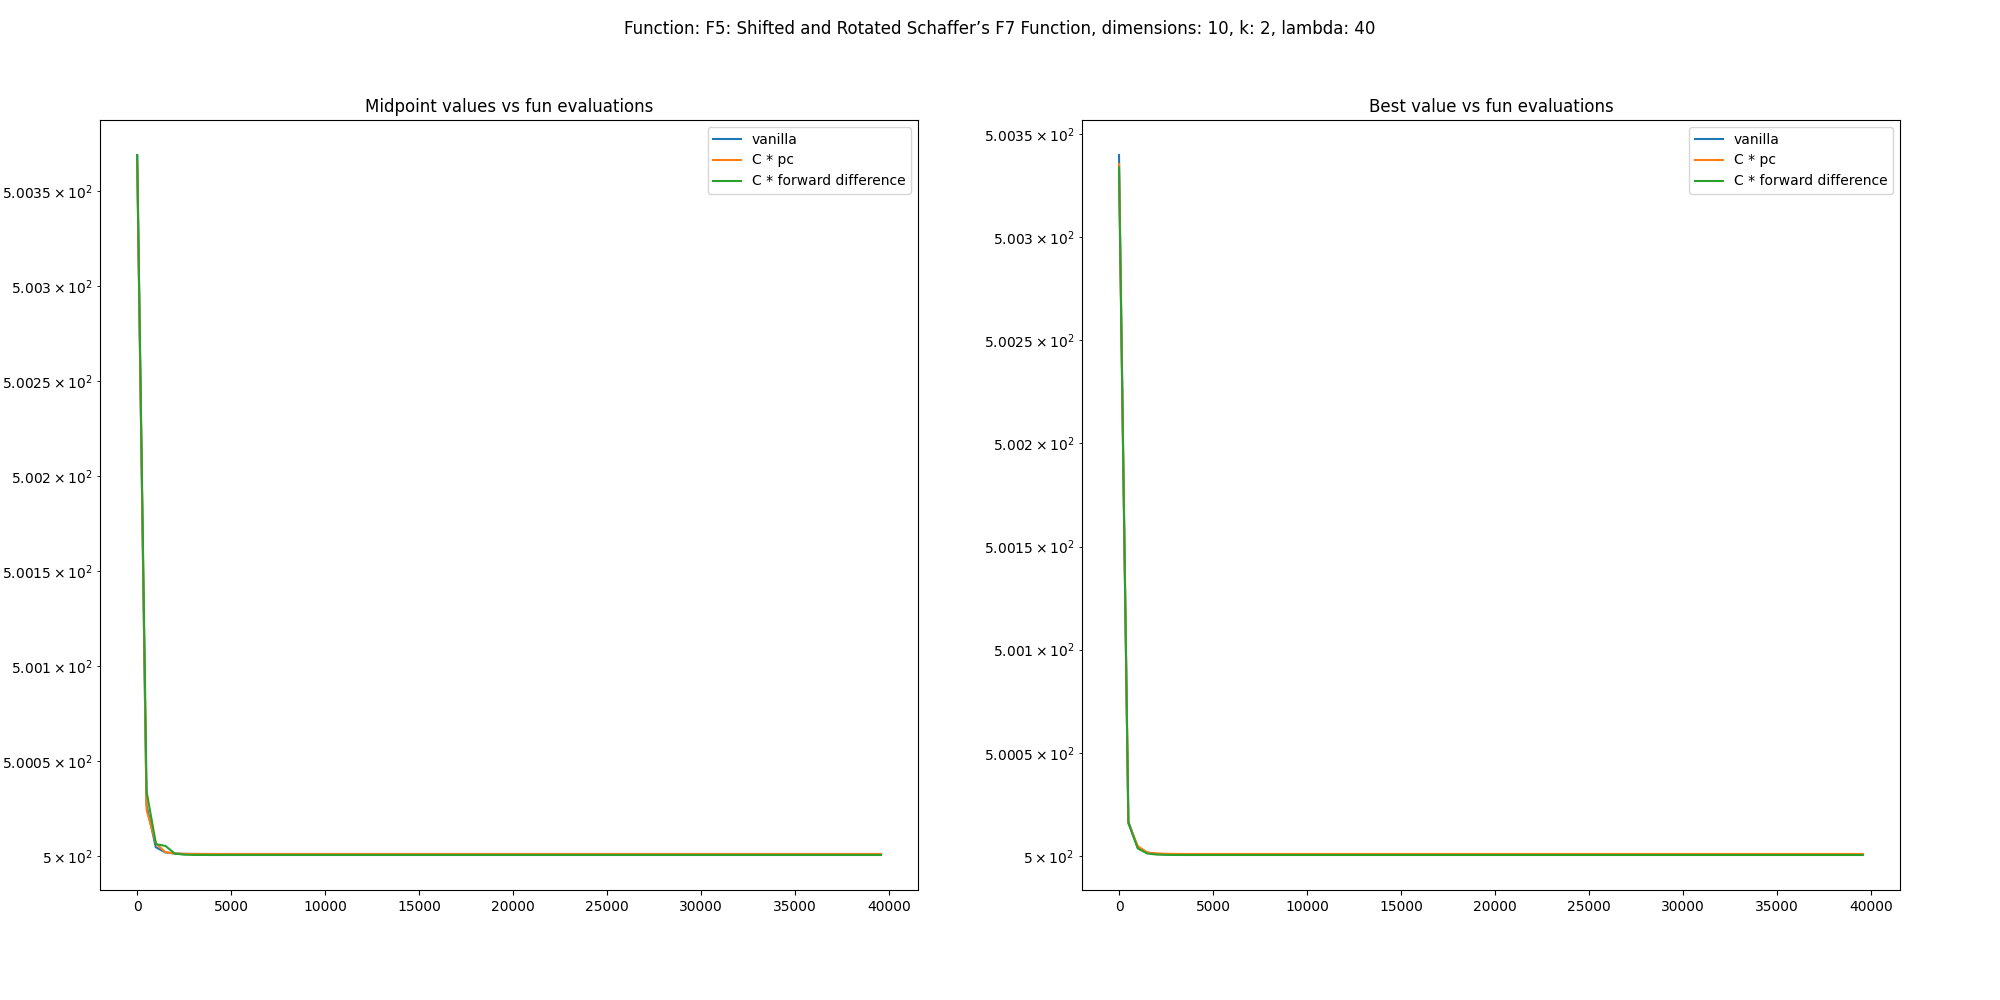 Function: F5: Shifted and Rotated Schaffer’s F7 Function, dimensions: 10, k: 2, lambda: 40
Midpoint values vs fun evaluations
vanilla
C * pc
C * forward difference
5.0035 × 10²
5.003 × 10²
5.0025 × 10²
5.002 × 10²
5.0015 × 10²
5.001 × 10²
5.0005 × 10²
5 × 10²
0 5000 10000 15000 20000 25000 30000 35000 40000
Best value vs fun evaluations
vanilla
C * pc
C * forward difference
5.0035 × 10²
5.003 × 10²
5.0025 × 10²
5.002 × 10²
5.0015 × 10²
5.001 × 10²
5.0005 × 10²
5 × 10²
0 5000 10000 15000 20000 25000 30000 35000 40000